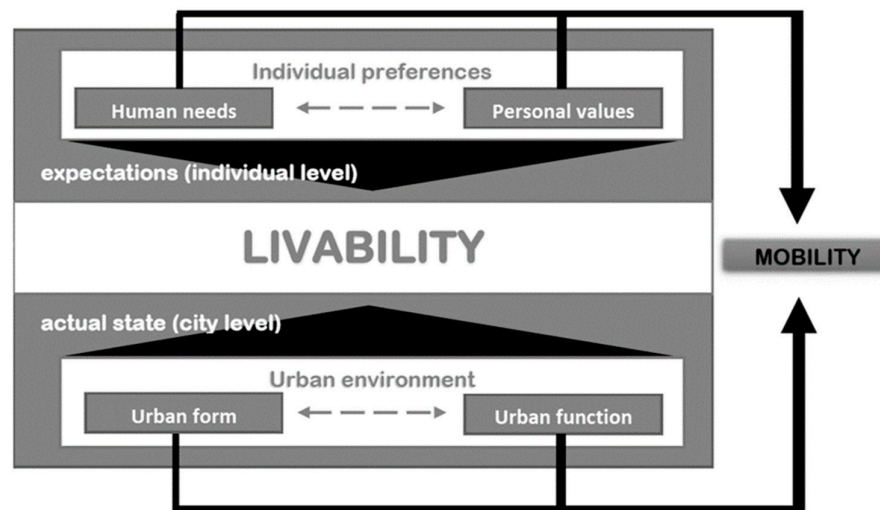 Individual preferences
Human needs
Personal values
expectations (individual level)
LIVABILITY
MOBILITY
actual state (city level)
Urban environment
Urban form
Urban function